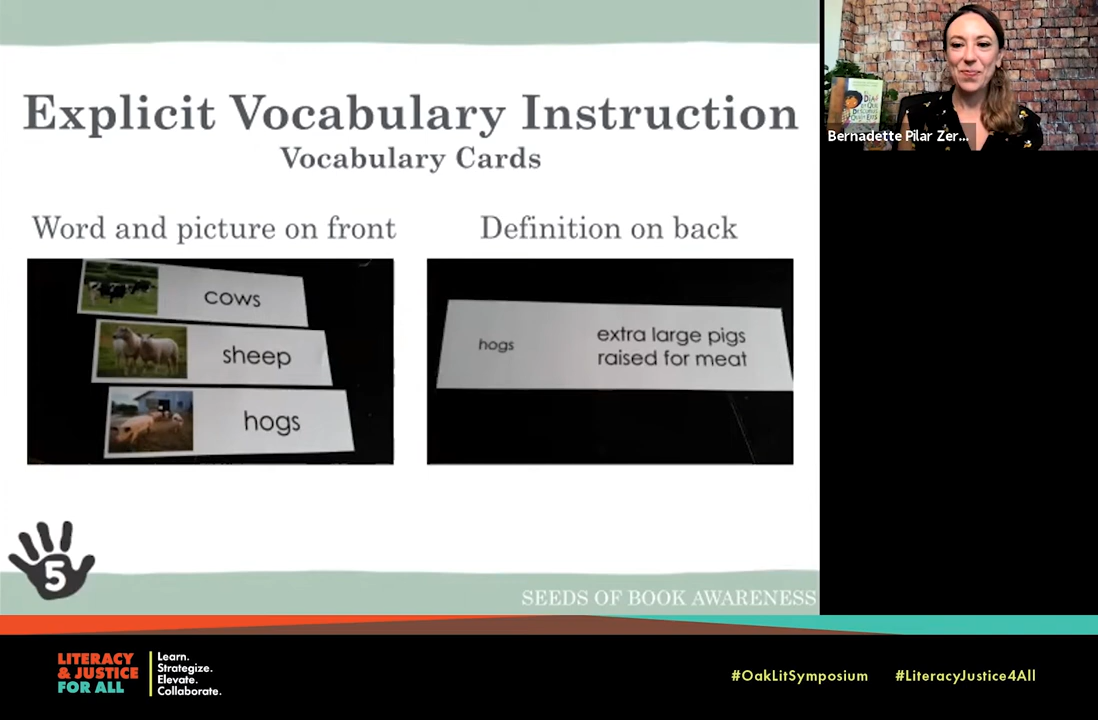 Explicit Vocabulary Instruction
Vocabulary Cards
Word and picture on front
Definition on back
cows
sheep
hogs
hogs
extra large pigs
raised for meat
5
SEEDS OF BOOK AWARENESS
Bernadette Pilar Zer...
LITERACY
& JUSTICE
FOR ALL
Learn.
Strategize.
Elevate.
Collaborate.
#OakLitSymposium
#LiteracyJustice4All